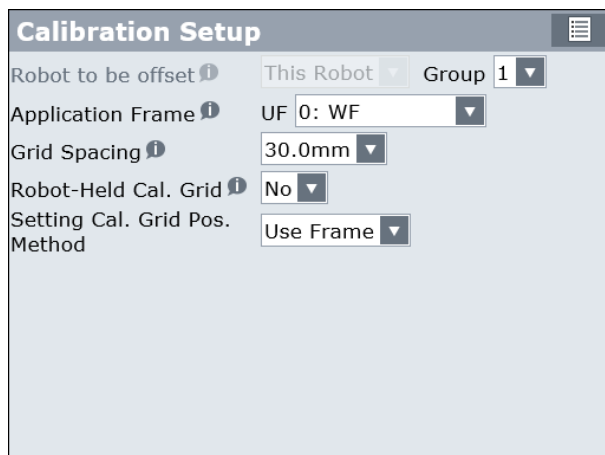 Calibration Setup
Robot to be offset This Robot Group 1
Application Frame UF 0: WF
Grid Spacing 30.0mm
Robot-Held Cal. Grid No
Setting Cal. Grid Pos.
Method Use Frame